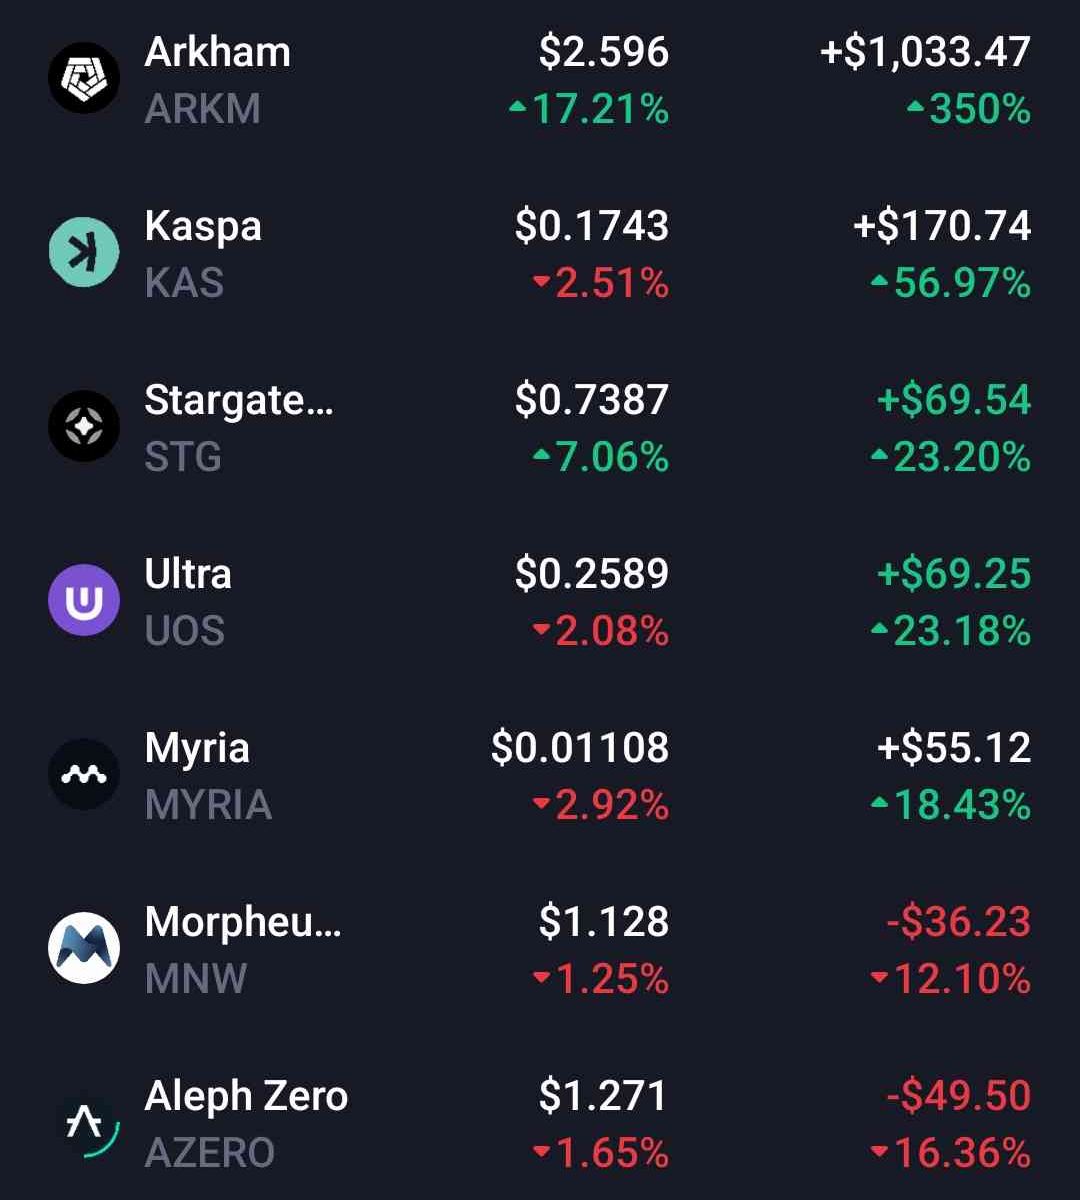 Arkham $2.596 +$1,033.47
ARKM ▲17.21% ▲350%
Kaspa $0.1743 +$170.74
KAS ▼2.51% ▲56.97%
Stargate... $0.7387 +$69.54
STG ▲7.06% ▲23.20%
Ultra $0.2589 +$69.25
UOS ▼2.08% ▲23.18%
Myria $0.01108 +$55.12
MYRIA ▼2.92% ▲18.43%
Morpheu... $1.128 -$36.23
MNW ▼1.25% ▼12.10%
Aleph Zero $1.271 -$49.50
AZERO ▼1.65% ▼16.36%